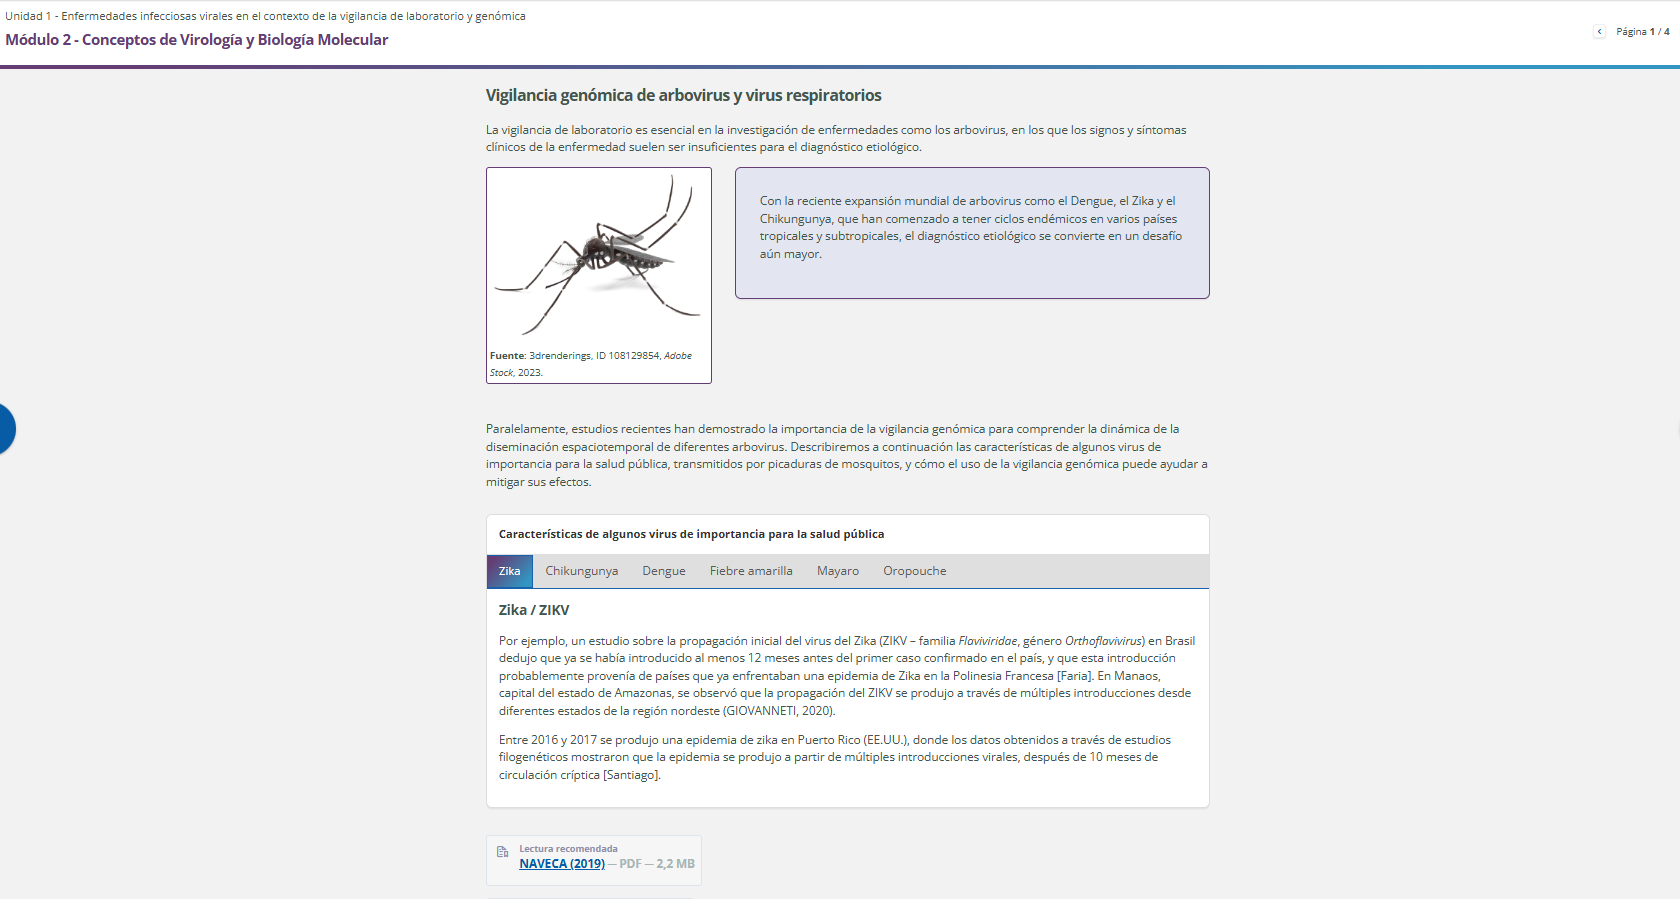 Unidad 1 - Enfermedades infecciosas virales en el contexto de la vigilancia de laboratorio y genómica
Módulo 2 - Conceptos de Virología y Biología Molecular
Página 1 / 4
Vigilancia genómica de arbovirus y virus respiratorios
La vigilancia de laboratorio es esencial en la investigación de enfermedades como los arbovirus, en los que los signos y síntomas
clínicos de la enfermedad suelen ser insuficientes para el diagnóstico etiológico.
Con la reciente expansión mundial de arbovirus como el Dengue, el Zika y el
Chikungunya, que han comenzado a tener ciclos endémicos en varios países
tropicales y subtropicales, el diagnóstico etiológico se convierte en un desafío
aún mayor.
Fuente: 3drenderings, ID 108129854, Adobe
Stock, 2023.
Paralelamente, estudios recientes han demostrado la importancia de la vigilancia genómica para comprender la dinámica de la
diseminación espaciotemporal de diferentes arbovirus. Describiremos a continuación las características de algunos virus de
importancia para la salud pública, transmitidos por picaduras de mosquitos, y cómo el uso de la vigilancia genómica puede ayudar a
mitigar sus efectos.
Características de algunos virus de importancia para la salud pública
Zika Chikungunya Dengue Fiebre amarilla Mayaro Oropouche
Zika / ZIKV
Por ejemplo, un estudio sobre la propagación inicial del virus del Zika (ZIKV – familia Flaviviridae, género Orthoflavivirus) en Brasil
dedujo que ya se había introducido al menos 12 meses antes del primer caso confirmado en el país, y que esta introducción
probablemente provenía de países que ya enfrentaban una epidemia de Zika en la Polinesia Francesa [Faria]. En Manaos,
capital del estado de Amazonas, se observó que la propagación del ZIKV se produjo a través de múltiples introducciones desde
diferentes estados de la región nordeste (GIOVANNETI, 2020).
Entre 2016 y 2017 se produjo una epidemia de zika en Puerto Rico (EE.UU.), donde los datos obtenidos a través de estudios
filogenéticos mostraron que la epidemia se produjo a partir de múltiples introducciones virales, después de 10 meses de
circulación críptica [Santiago].
Lectura recomendada
NAVECA (2019) — PDF — 2,2 MB